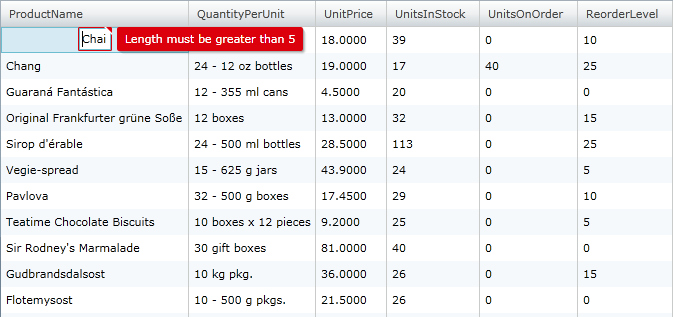 ProductName QuantityPerUnit UnitPrice UnitsInStock UnitsOnOrder ReorderLevel
Chai Length must be greater than 5 18.0000 39 0 10
Chang 24 - 12 oz bottles 19.0000 17 40 25
Guaraná Fantástica 12 - 355 ml cans 4.5000 20 0 0
Original Frankfurter grüne Soße 12 boxes 13.0000 32 0 15
Sirop d'érable 24 - 500 ml bottles 28.5000 113 0 25
Vegie-spread 15 - 625 g jars 43.9000 24 0 5
Pavlova 32 - 500 g boxes 17.4500 29 0 10
Teatime Chocolate Biscuits 10 boxes x 12 pieces 9.2000 25 0 5
Sir Rodney's Marmalade 30 gift boxes 81.0000 40 0 0
Gudbrandsdalsost 10 kg pkg. 36.0000 26 0 15
Flotemysost 10 - 500 g pkgs. 21.5000 26 0 0